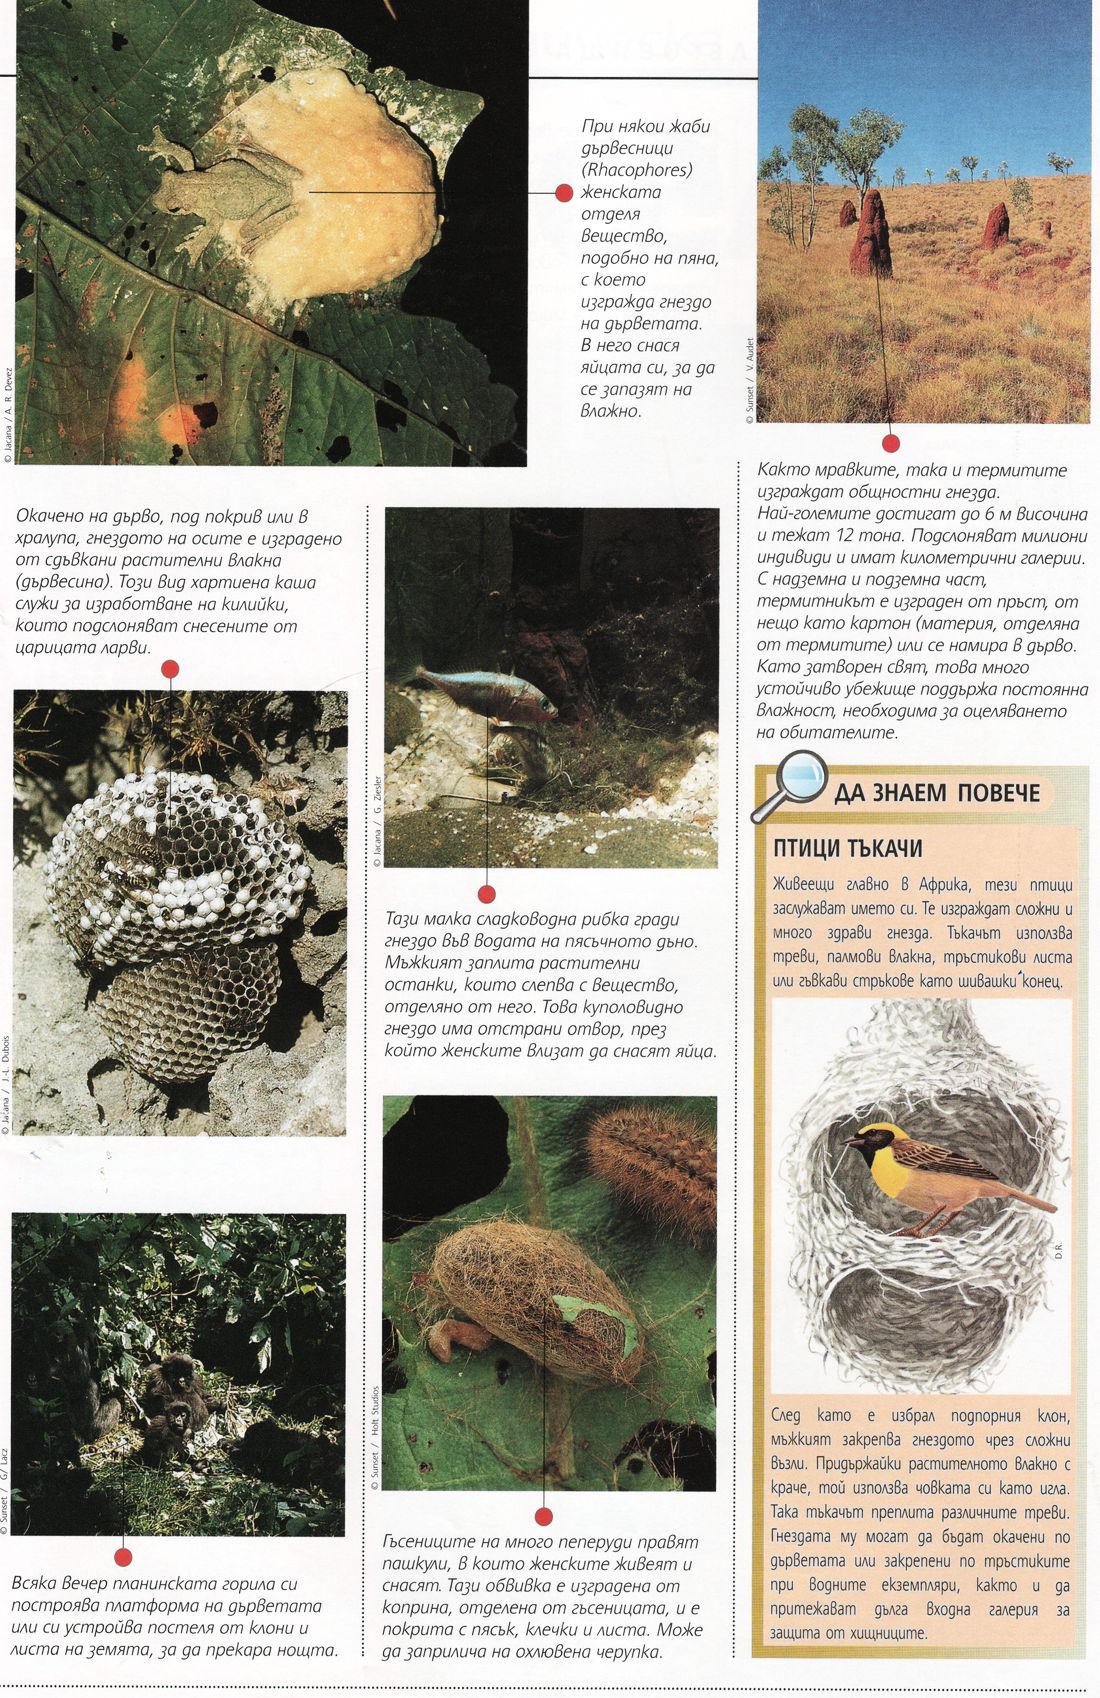 При някои жаби
дървесници
(Rhacophores)
женската
отделя
вещество,
подобно на пяна,
с което
изгражда гнездо
на дърветата.
В него снася
яйцата си, за да
се запазят на
влажно.
© Jacana / A. R. Devez
© Sunset / V. Audet
Както мравките, така и термитите
изграждат общностни гнезда.
Най-големите достигат до 6 м височина
и тежат 12 тона. Подслоняват милиони
индивиди и имат километрични галерии.
С надземна и подземна част,
термитникът е изграден от пръст, от
нещо като картон (материя, отделяна
от термитите) или се намира в дърво.
Като затворен свят, това много
устойчиво убежище поддържа постоянна
влажност, необходима за оцеляването
на обитателите.
Окачено на дърво, под покрив или в
хралупа, гнездото на осите е изградено
от сдъвкани растителни влакна
(дървесина). Този вид хартиена каша
служи за изработване на килийки,
които подслоняват снесените от
царицата ларви.
© Jacana / J.-L. Dubois
© Jacana / G. Ziesler
Тази малка сладководна рибка гради
гнездо във водата на пясъчното дъно.
Мъжкият заплита растителни
останки, които слепва с вещество,
отделяно от него. Това куполовидно
гнездо има отстрани отвор, през
който женските влизат да снасят яйца.
© Sunset / G/ Lacz
Всяка вечер планинската горила си
построява платформа на дърветата
или си устройва постеля от клони и
листа на земята, за да прекара нощта.
© Sunset / Holt Studios
Гъсениците на много пеперуди правят
пашкули, в които женските живеят и
снасят. Тази обвивка е изградена от
коприна, отделена от гъсеницата, и е
покрита с пясък, клечки и листа. Може
да заприлича на охлювена черупка.
ДА ЗНАЕМ ПОВЕЧЕ
ПТИЦИ ТЪКАЧИ
Живеещи главно в Африка, тези птици
заслужават името си. Те изграждат сложни и
много здрави гнезда. Тъкачът използва
треви, палмови влакна, тръстикови листа
или гъвкави стръкове като шивашки конец.
D.R.
След като е избрал подпорния клон,
мъжкият закрепва гнездото чрез сложни
възли. Придържайки растителното влакно с
краче, той използва човката си като игла.
Така тъкачът преплита различните треви.
Гнездата му могат да бъдат окачени по
дърветата или закрепени по тръстиките
при водните екземпляри, както и да
притежават дълга входна галерия за
защита от хищниците.